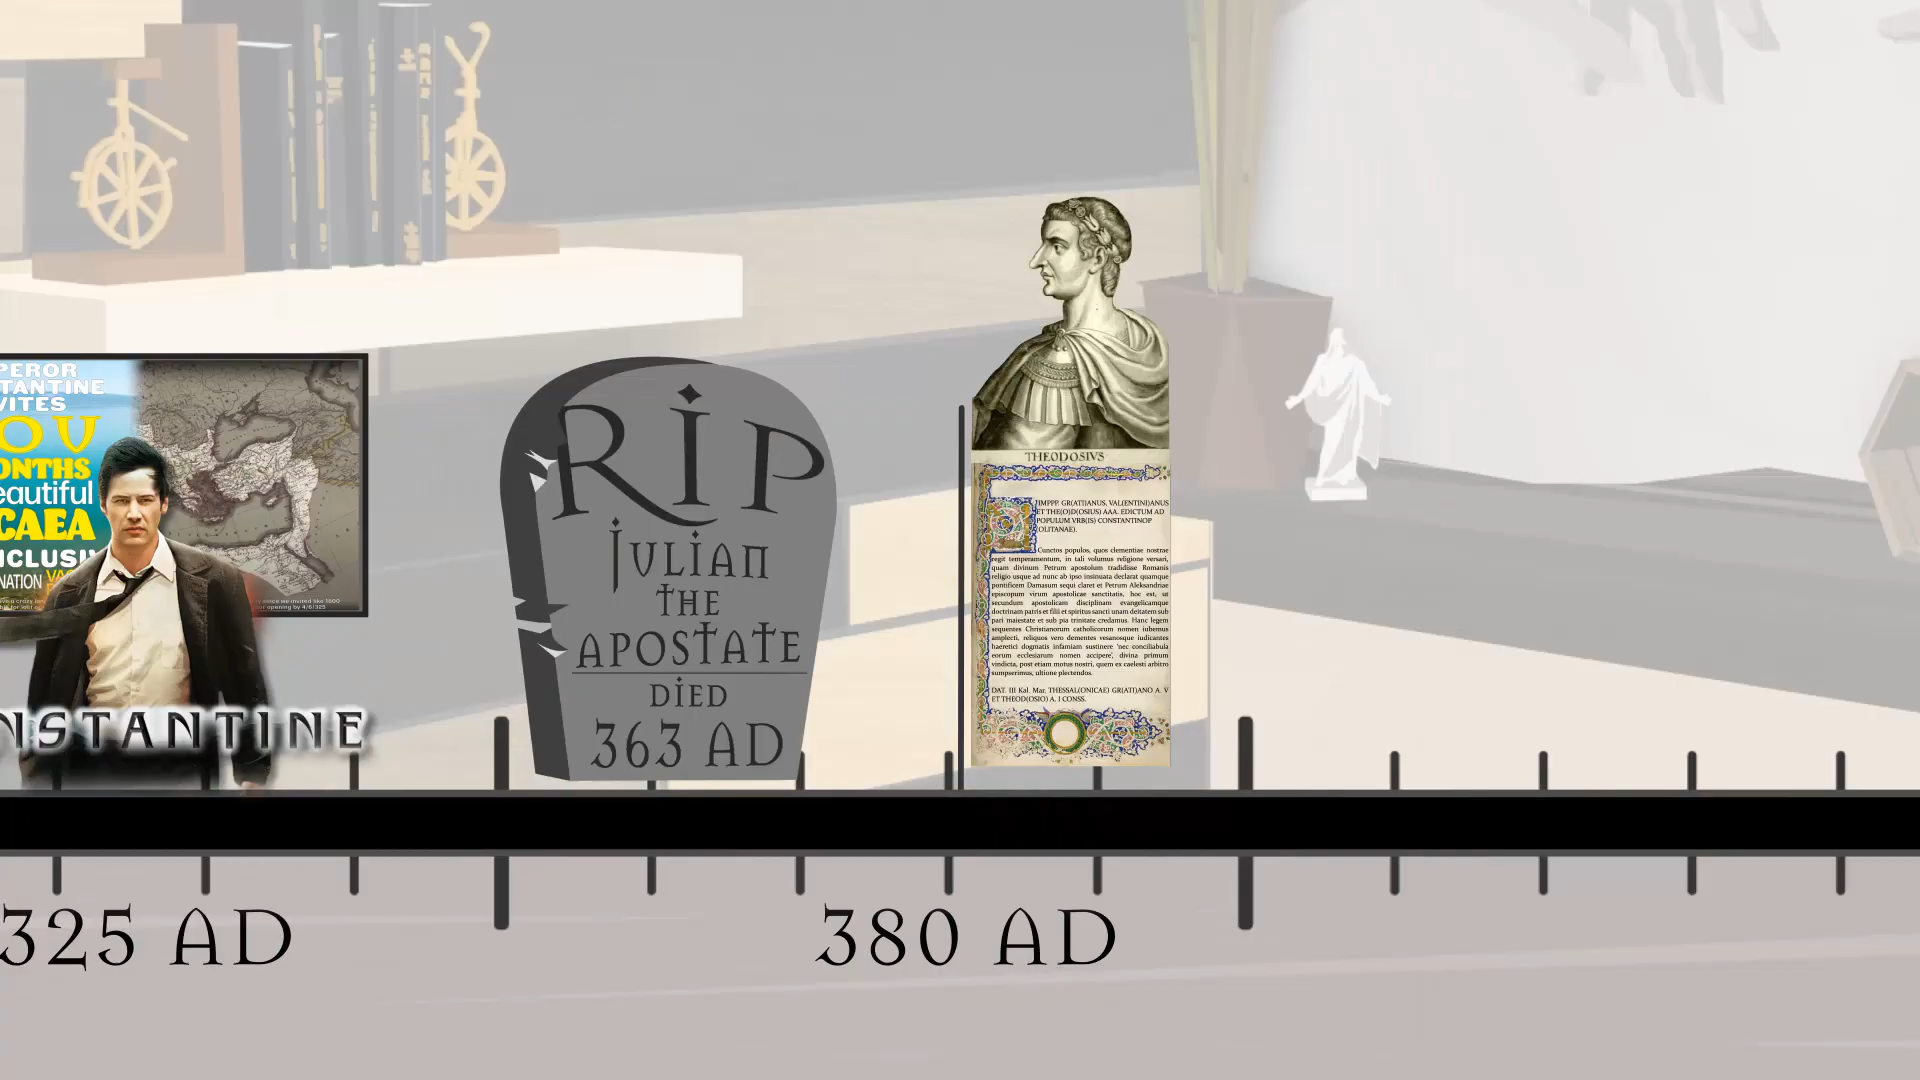 PEROR
TANTINE
VITES
OU
ONTHS
eautiful
CAEA
NCLUSIV
NATION
NSTANTINE
RIP
JULIAN
THE
APOSTATE
DIED
363 AD
THEODOSIVS
IMPPP. GR(ATI)ANUS, VAL(ENTINI)ANUS
ET THE(O)D(OSIUS) AAA. EDICTUM AD
POPULUM VRB(IS) CONSTANTINOP
(OLITANAE).
Cunctos populos, quos clementiae nostrae
regit temperamentum, in tali volumus religione versari,
quam divinum Petrum apostolum tradidisse Romanis
religio usque ad nunc ab ipso insinuata declarat quamque
pontificem Damasum sequi claret et Petrum Aleksandriae
episcopum virum apostolicae sanctitatis, hoc est, ut
secundum apostolicam disciplinam evangelicamque
doctrinam patris et filii et spiritus sancti unam deitatem sub
pari maiestate et sub pia trinitate credamus. Hanc legem
sequentes Christianorum catholicorum nomen iubemus
amplecti, reliquos vero dementes vesanosque iudicantes
haeretici dogmatis infamiam sustinere 'nec conciliabula
eorum ecclesiarum nomen accipere', divina primum
vindicta, post etiam motus nostri, quem ex caelesti arbitro
sumpserimus, ultione plectendos.
DAT. III Kal. Mar. THESSAL(ONICAE) GR(ATI)ANO A. V
ET THEOD(OSIO) A. I CONSS.
325 AD
380 AD